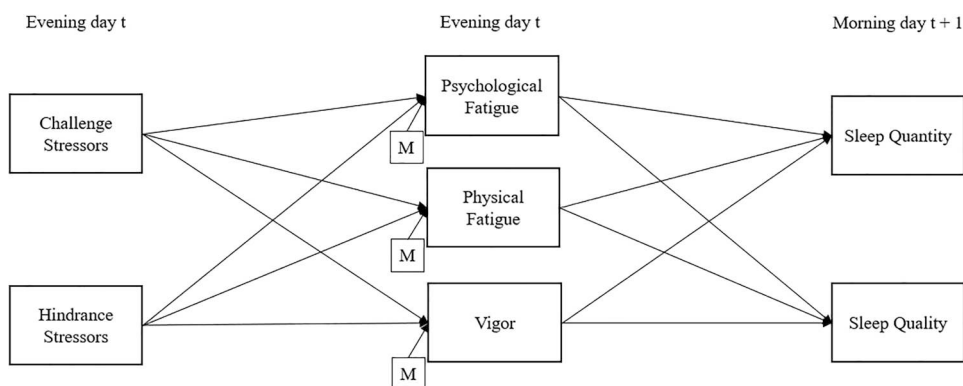 Evening day t
Evening day t
Morning day t + 1
Challenge
Stressors
Hindrance
Stressors
Psychological
Fatigue
M
Physical
Fatigue
M
Vigor
M
Sleep Quantity
Sleep Quality